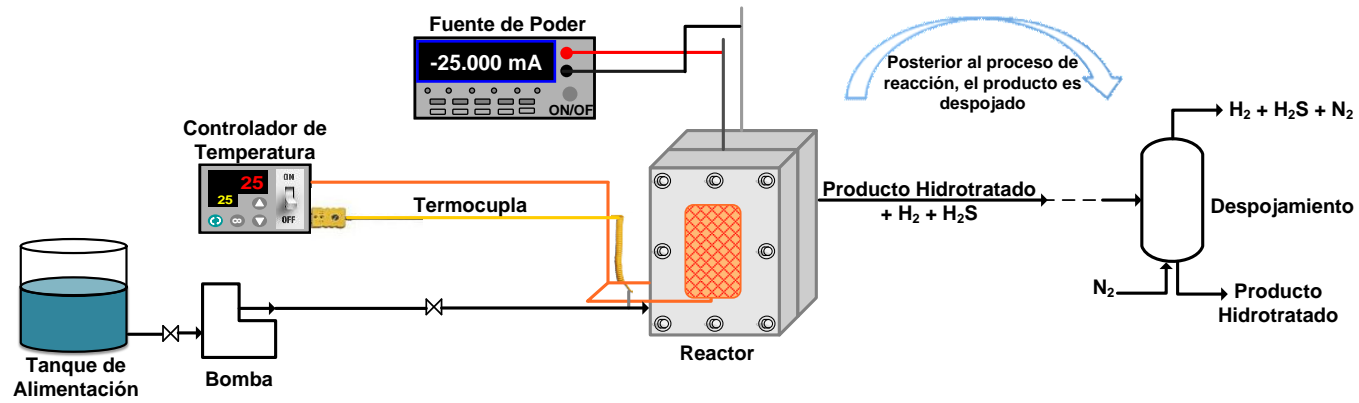 Fuente de Poder
-25.000 mA
ON/OF
Posterior al proceso de
reacción, el producto es
despojado
H₂ + H₂S + N₂
Controlador de
Temperatura
25
25
ON
OFF
Termocupla
Producto Hidrotratado
+ H₂ + H₂S
Despojamiento
N₂
Producto
Hidrotratado
Reactor
Tanque de
Alimentación
Bomba